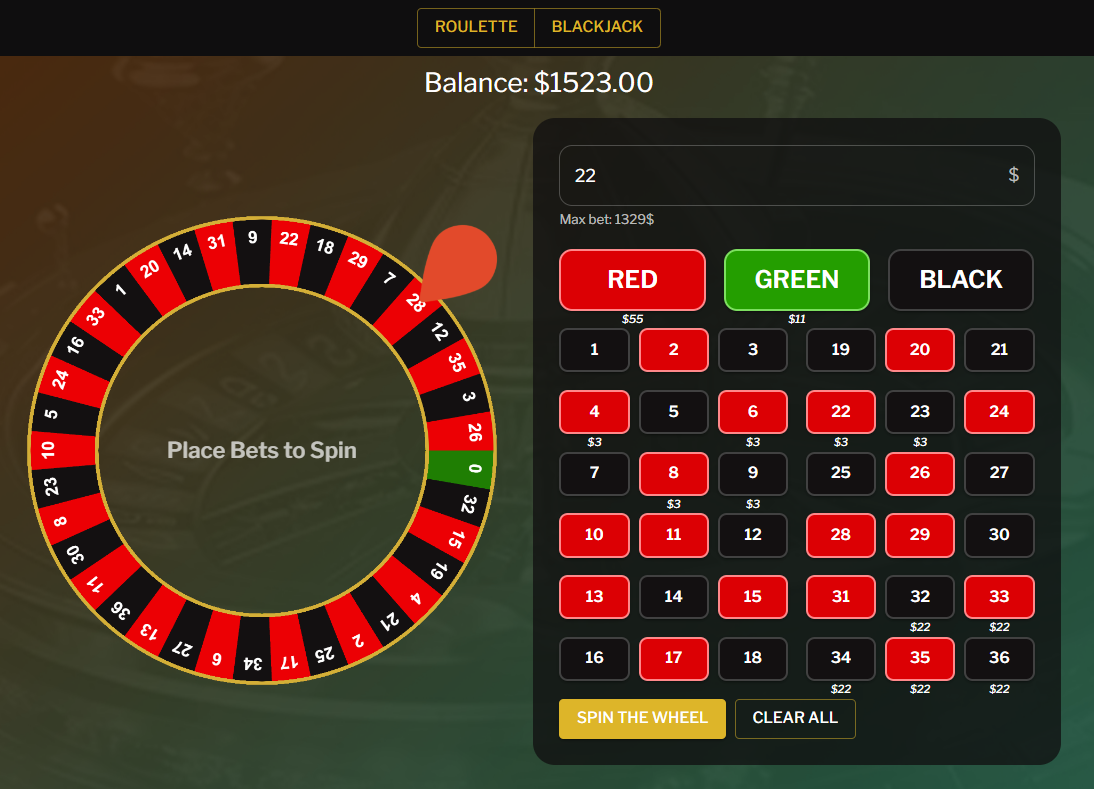 ROULETTE BLACKJACK
Balance: $1523.00
22 $
Max bet: 1329$
RED GREEN BLACK
$55 $11
1 2 3 19 20 21
4 5 6 22 23 24
$3 $3 $3 $3
7 8 9 25 26 27
$3 $3
10 11 12 28 29 30
13 14 15 31 32 33
$22 $22
16 17 18 34 35 36
$22 $22 $22
SPIN THE WHEEL CLEAR ALL
Place Bets to Spin
0 26 3 35 12 28 7 29 18 22 9 31 14 20 1 33 16 24 5 10 23 8 30 11 36 13 27 6 34 17 25 2 21 4 19 15 32